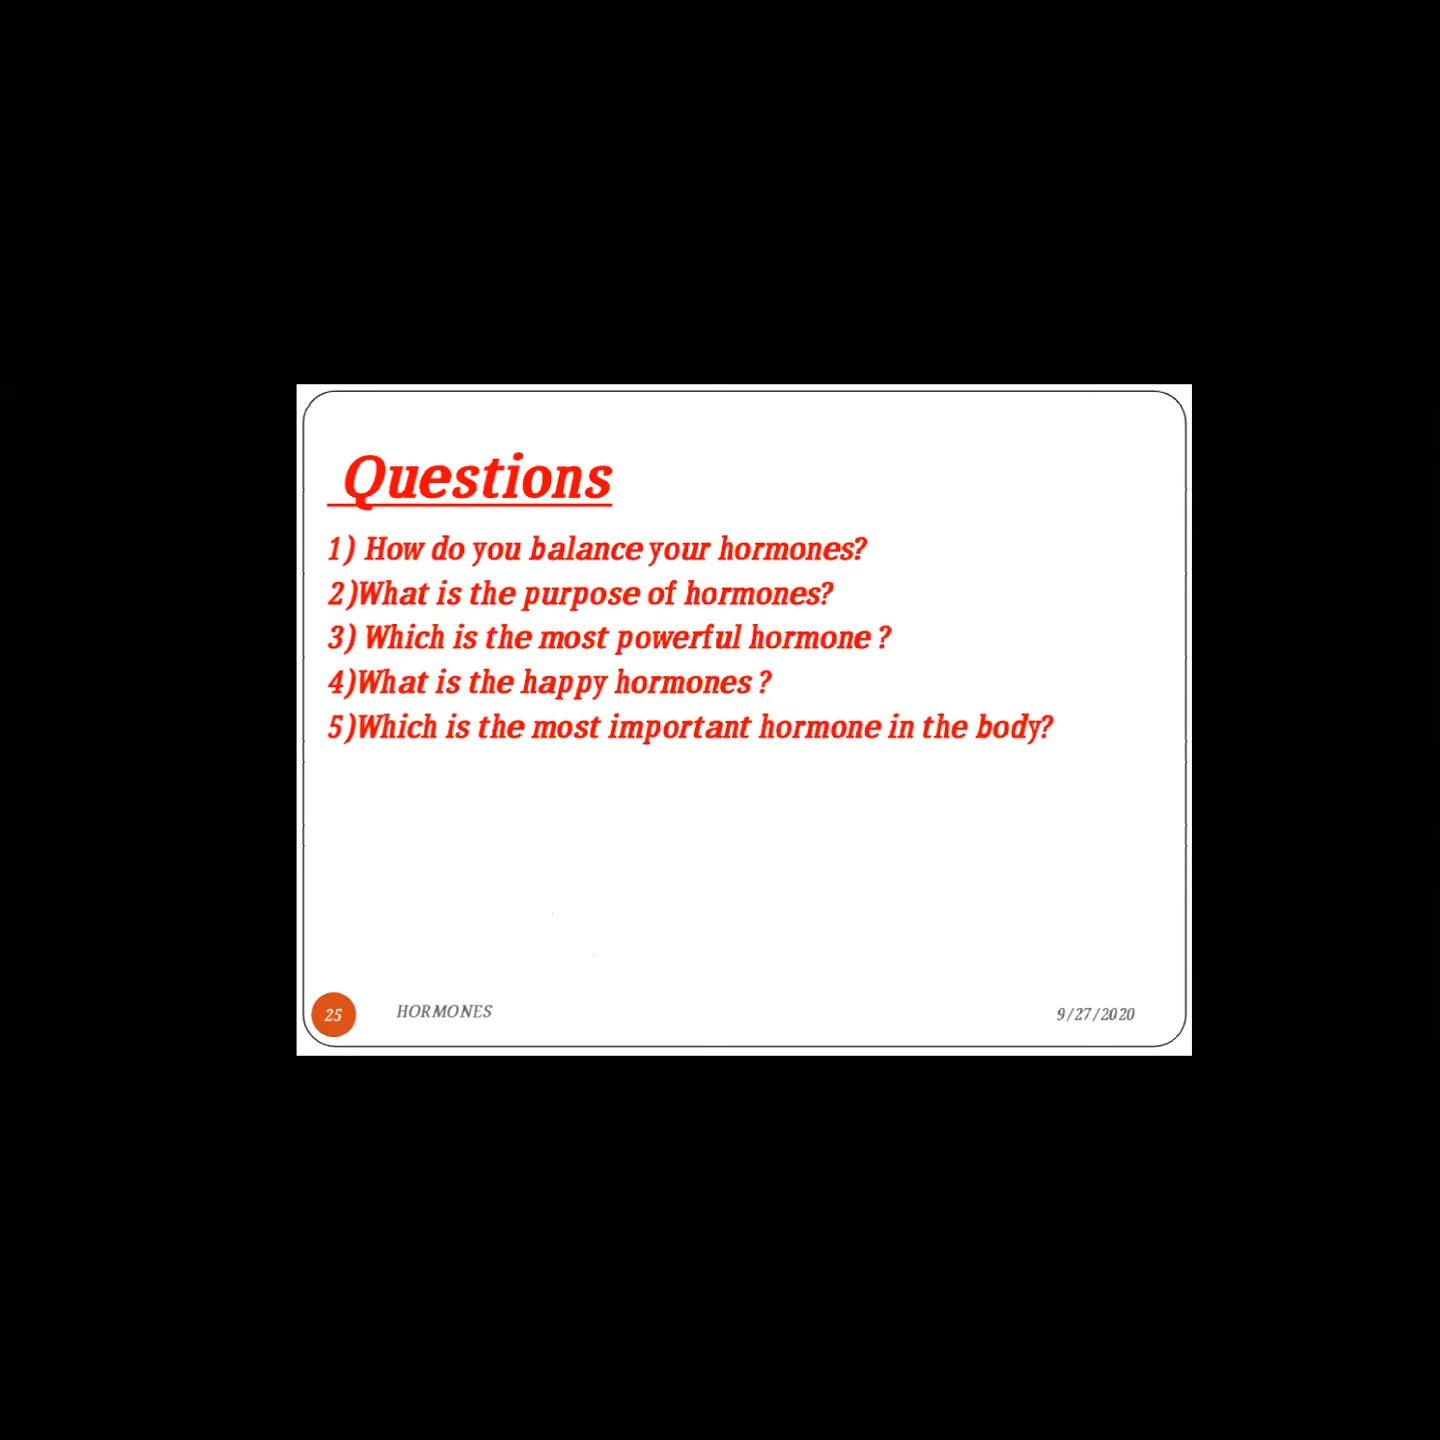 Questions
1) How do you balance your hormones?
2)What is the purpose of hormones?
3) Which is the most powerful hormone ?
4)What is the happy hormones ?
5)Which is the most important hormone in the body?
25 HORMONES 9/27/2020